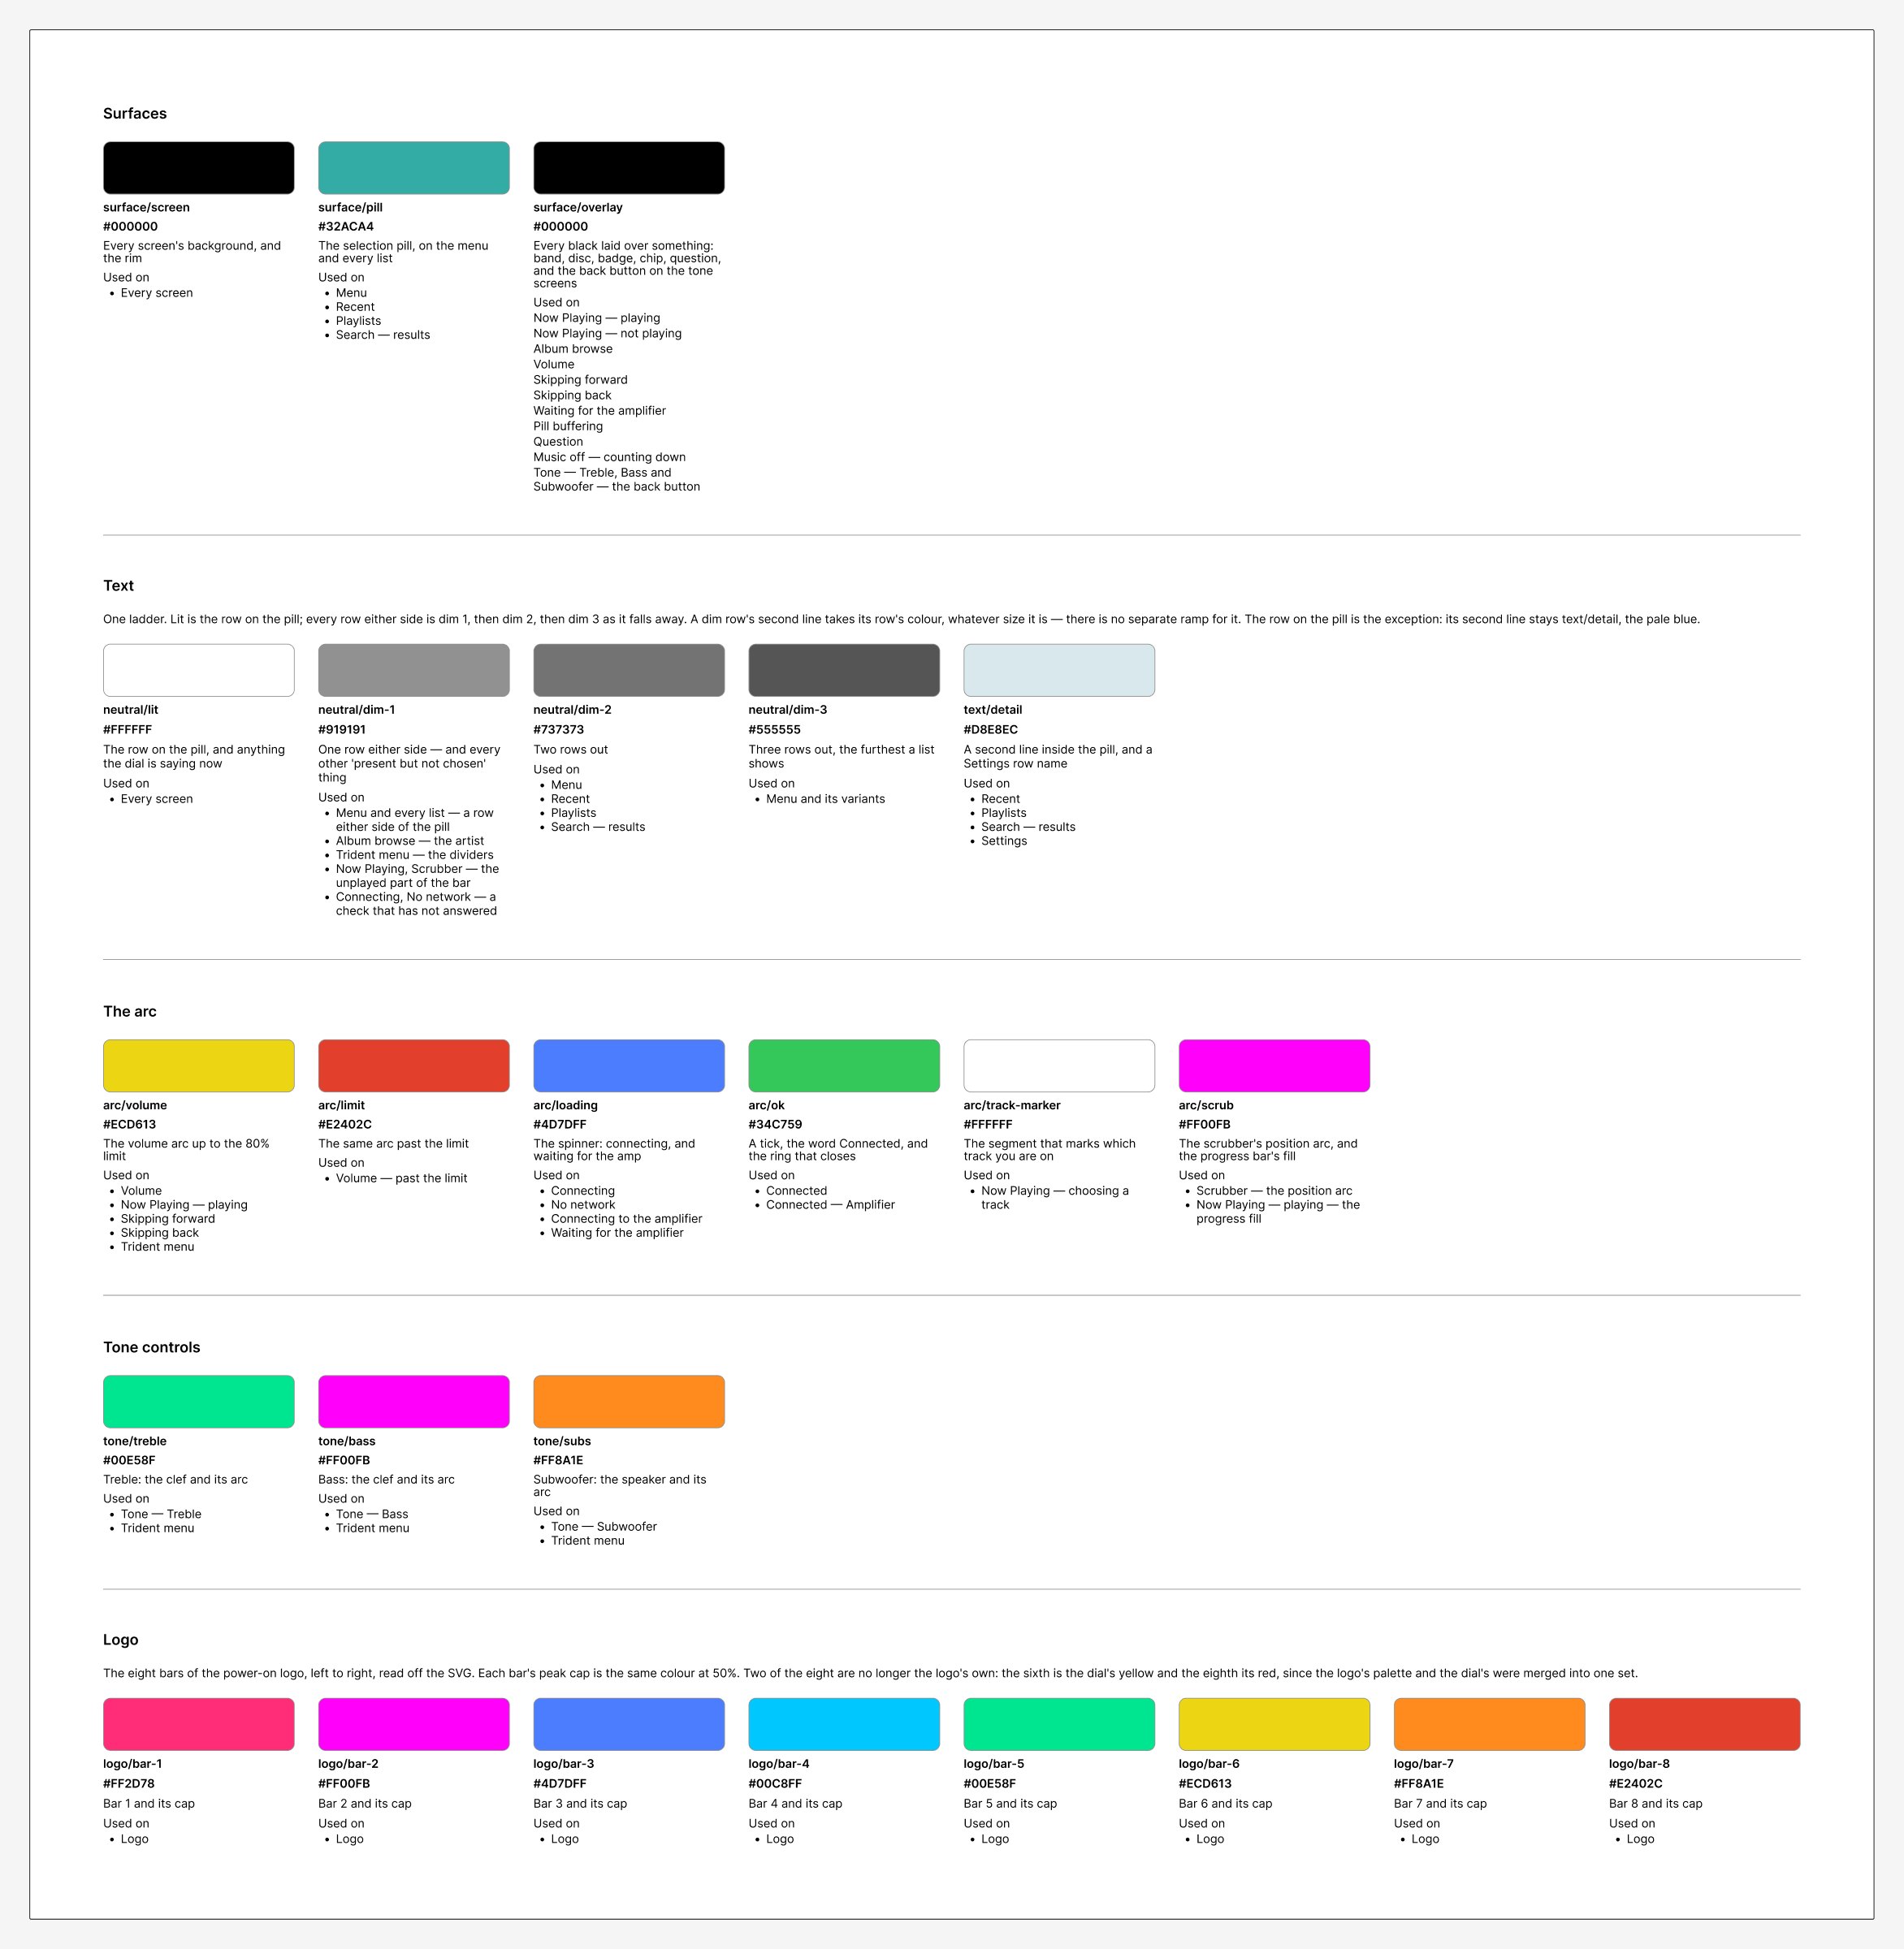 Surfaces
surface/screen
#000000
Every screen's background, and
the rim
Used on
• Every screen
surface/pill
#32ACA4
The selection pill, on the menu
and every list
Used on
• Menu
• Recent
• Playlists
• Search — results
surface/overlay
#000000
Every black laid over something:
band, disc, badge, chip, question,
and the back button on the tone
screens
Used on
Now Playing — playing
Now Playing — not playing
Album browse
Volume
Skipping forward
Skipping back
Waiting for the amplifier
Pill buffering
Question
Music off — counting down
Tone — Treble, Bass and
Subwoofer — the back button
Text
One ladder. Lit is the row on the pill; every row either side is dim 1, then dim 2, then dim 3 as it falls away. A dim row's second line takes its row's colour, whatever size it is — there is no separate ramp for it. The row on the pill is the exception: its second line stays text/detail, the pale blue.
neutral/lit
#FFFFFF
The row on the pill, and anything
the dial is saying now
Used on
• Every screen
neutral/dim-1
#919191
One row either side — and every
other 'present but not chosen'
thing
Used on
• Menu and every list — a row
either side of the pill
• Album browse — the artist
• Trident menu — the dividers
• Now Playing, Scrubber — the
unplayed part of the bar
• Connecting, No network — a
check that has not answered
neutral/dim-2
#737373
Two rows out
Used on
• Menu
• Recent
• Playlists
• Search — results
neutral/dim-3
#555555
Three rows out, the furthest a list
shows
Used on
• Menu and its variants
text/detail
#D8E8EC
A second line inside the pill, and a
Settings row name
Used on
• Recent
• Playlists
• Search — results
• Settings
The arc
arc/volume
#ECD613
The volume arc up to the 80%
limit
Used on
• Volume
• Now Playing — playing
• Skipping forward
• Skipping back
• Trident menu
arc/limit
#E2402C
The same arc past the limit
Used on
• Volume — past the limit
arc/loading
#4D7DFF
The spinner: connecting, and
waiting for the amp
Used on
• Connecting
• No network
• Connecting to the amplifier
• Waiting for the amplifier
arc/ok
#34C759
A tick, the word Connected, and
the ring that closes
Used on
• Connected
• Connected — Amplifier
arc/track-marker
#FFFFFF
The segment that marks which
track you are on
Used on
• Now Playing — choosing a
track
arc/scrub
#FF00FB
The scrubber's position arc, and
the progress bar's fill
Used on
• Scrubber — the position arc
• Now Playing — playing — the
progress fill
Tone controls
tone/treble
#00E58F
Treble: the clef and its arc
Used on
• Tone — Treble
• Trident menu
tone/bass
#FF00FB
Bass: the clef and its arc
Used on
• Tone — Bass
• Trident menu
tone/subs
#FF8A1E
Subwoofer: the speaker and its
arc
Used on
• Tone — Subwoofer
• Trident menu
Logo
The eight bars of the power-on logo, left to right, read off the SVG. Each bar's peak cap is the same colour at 50%. Two of the eight are no longer the logo's own: the sixth is the dial's yellow and the eighth its red, since the logo's palette and the dial's were merged into one set.
logo/bar-1
#FF2D78
Bar 1 and its cap
Used on
• Logo
logo/bar-2
#FF00FB
Bar 2 and its cap
Used on
• Logo
logo/bar-3
#4D7DFF
Bar 3 and its cap
Used on
• Logo
logo/bar-4
#00C8FF
Bar 4 and its cap
Used on
• Logo
logo/bar-5
#00E58F
Bar 5 and its cap
Used on
• Logo
logo/bar-6
#ECD613
Bar 6 and its cap
Used on
• Logo
logo/bar-7
#FF8A1E
Bar 7 and its cap
Used on
• Logo
logo/bar-8
#E2402C
Bar 8 and its cap
Used on
• Logo